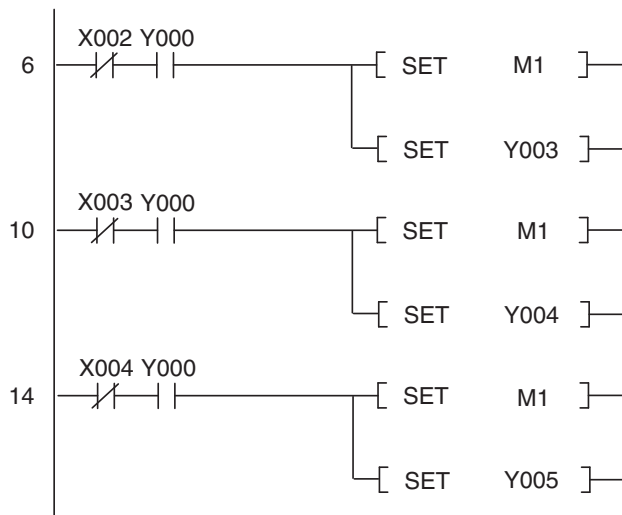 X002 Y000
6 SET M1
SET Y003
X003 Y000
10 SET M1
SET Y004
X004 Y000
14 SET M1
SET Y005